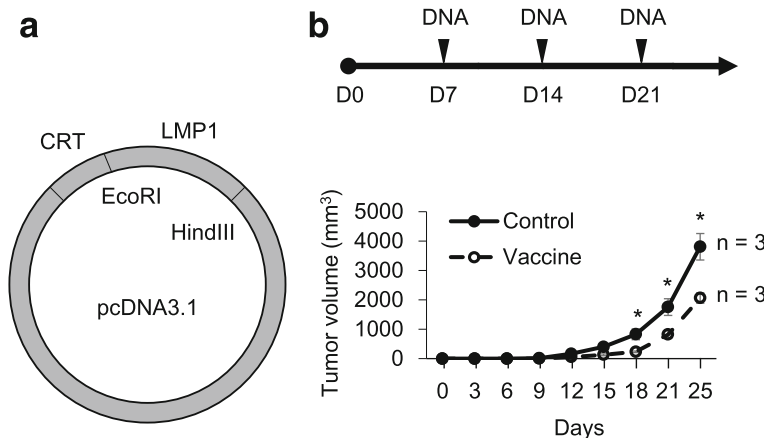 a
CRT
LMP1
EcoRI
HindIII
pcDNA3.1
b
DNA DNA DNA
D0 D7 D14 D21
Tumor volume (mm³)
5000
4000
3000
2000
1000
0
Control
Vaccine
*
*
*
n = 3
n = 3
0 3 6 9 12 15 18 21 25
Days